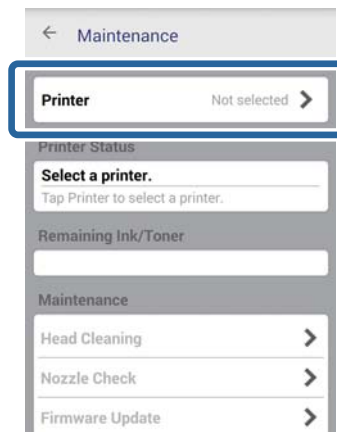 Maintenance
Printer Not selected
Printer Status
Select a printer.
Tap Printer to select a printer.
Remaining Ink/Toner
Maintenance
Head Cleaning
Nozzle Check
Firmware Update